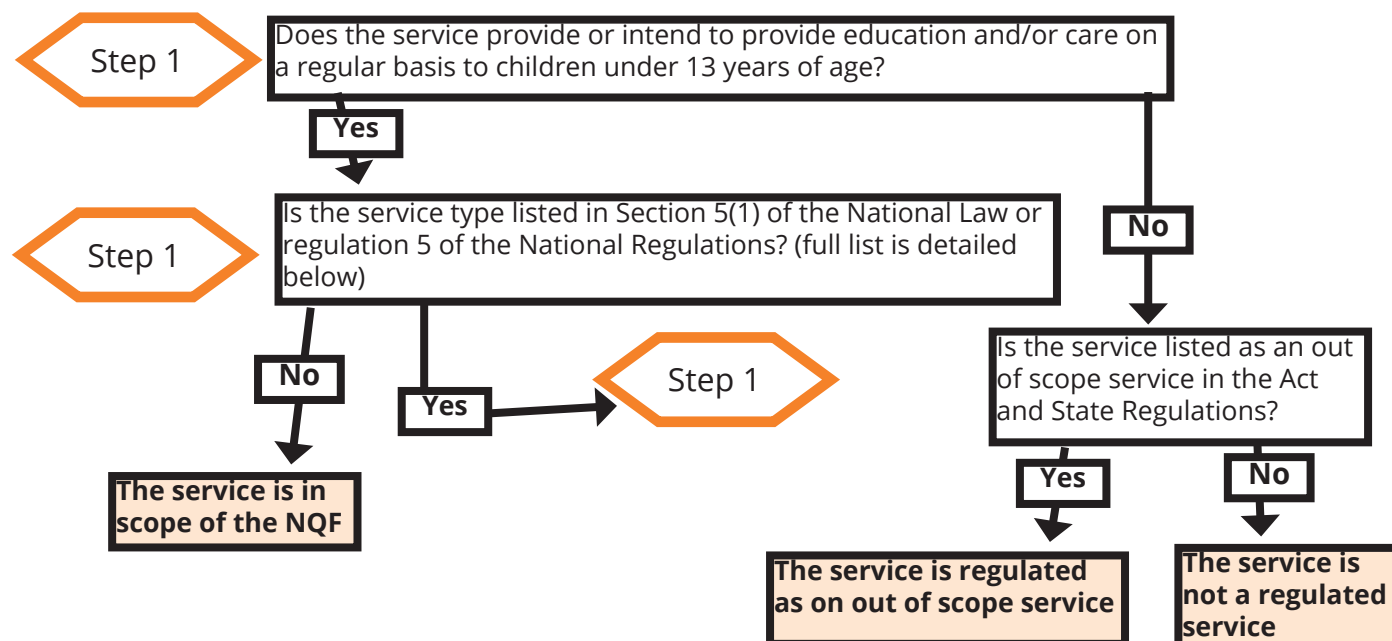 Step 1
Does the service provide or intend to provide education and/or care on
a regular basis to children under 13 years of age?
Yes
No
Step 1
Is the service type listed in Section 5(1) of the National Law or
regulation 5 of the National Regulations? (full list is detailed
below)
No
Yes
Step 1
Is the service listed as an out
of scope service in the Act
and State Regulations?
Yes
No
The service is in
scope of the NQF
The service is regulated
as on out of scope service
The service is
not a regulated
service